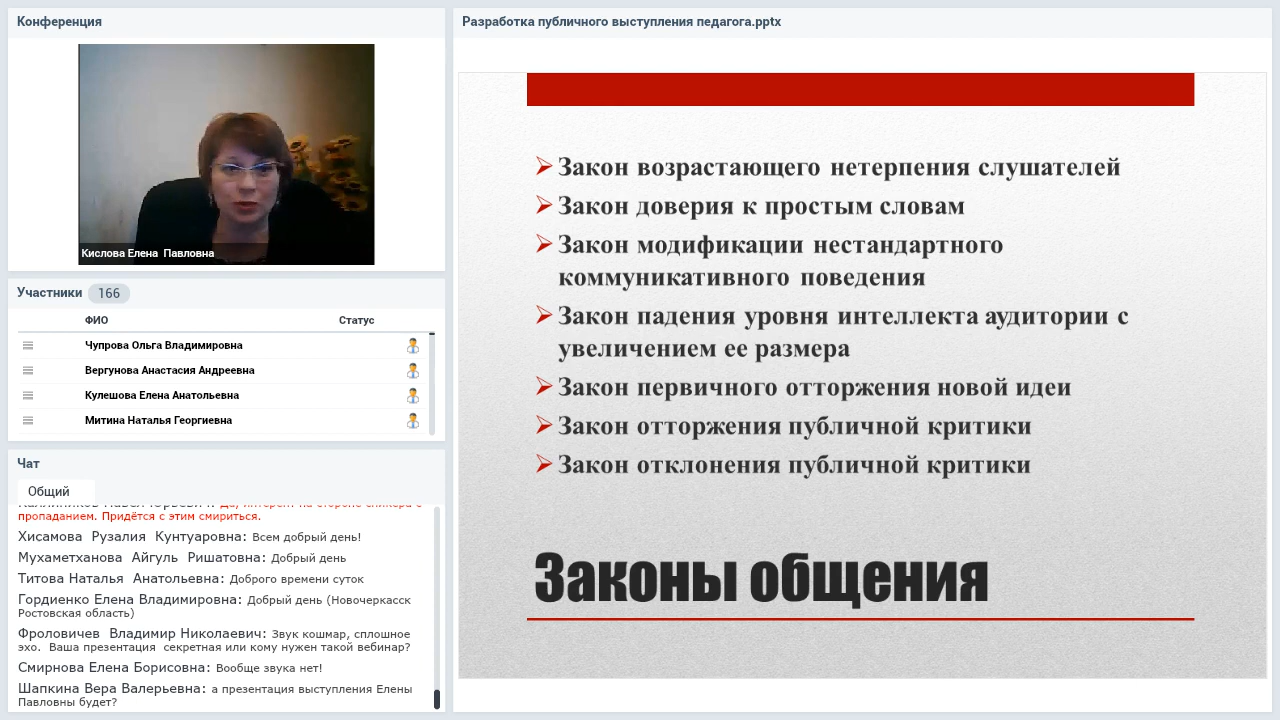 Конференция
Кислова Елена Павловна
Участники 166
ФИО Статус
Чупрова Ольга Владимировна
Вергунова Анастасия Андреевна
Кулешова Елена Анатольевна
Митина Наталья Георгиевна
Чат
Общий
пропаданием. Придётся с этим смириться.
Хисамова Рузалия Кунтуаровна: Всем добрый день!
Мухаметханова Айгуль Ришатовна: Добрый день
Титова Наталья Анатольевна: Доброго времени суток
Гордиенко Елена Владимировна: Добрый день (Новочеркасск
Ростовская область)
Фроловичев Владимир Николаевич: Звук кошмар, сплошное
эхо. Ваша презентация секретная или кому нужен такой вебинар?
Смирнова Елена Борисовна: Вообще звука нет!
Шапкина Вера Валерьевна: а презентация выступления Елены
Павловны будет?
Разработка публичного выступления педагога.pptx
Закон возрастающего нетерпения слушателей
Закон доверия к простым словам
Закон модификации нестандартного
коммуникативного поведения
Закон падения уровня интеллекта аудитории с
увеличением ее размера
Закон первичного отторжения новой идеи
Закон отторжения публичной критики
Закон отклонения публичной критики
Законы общения